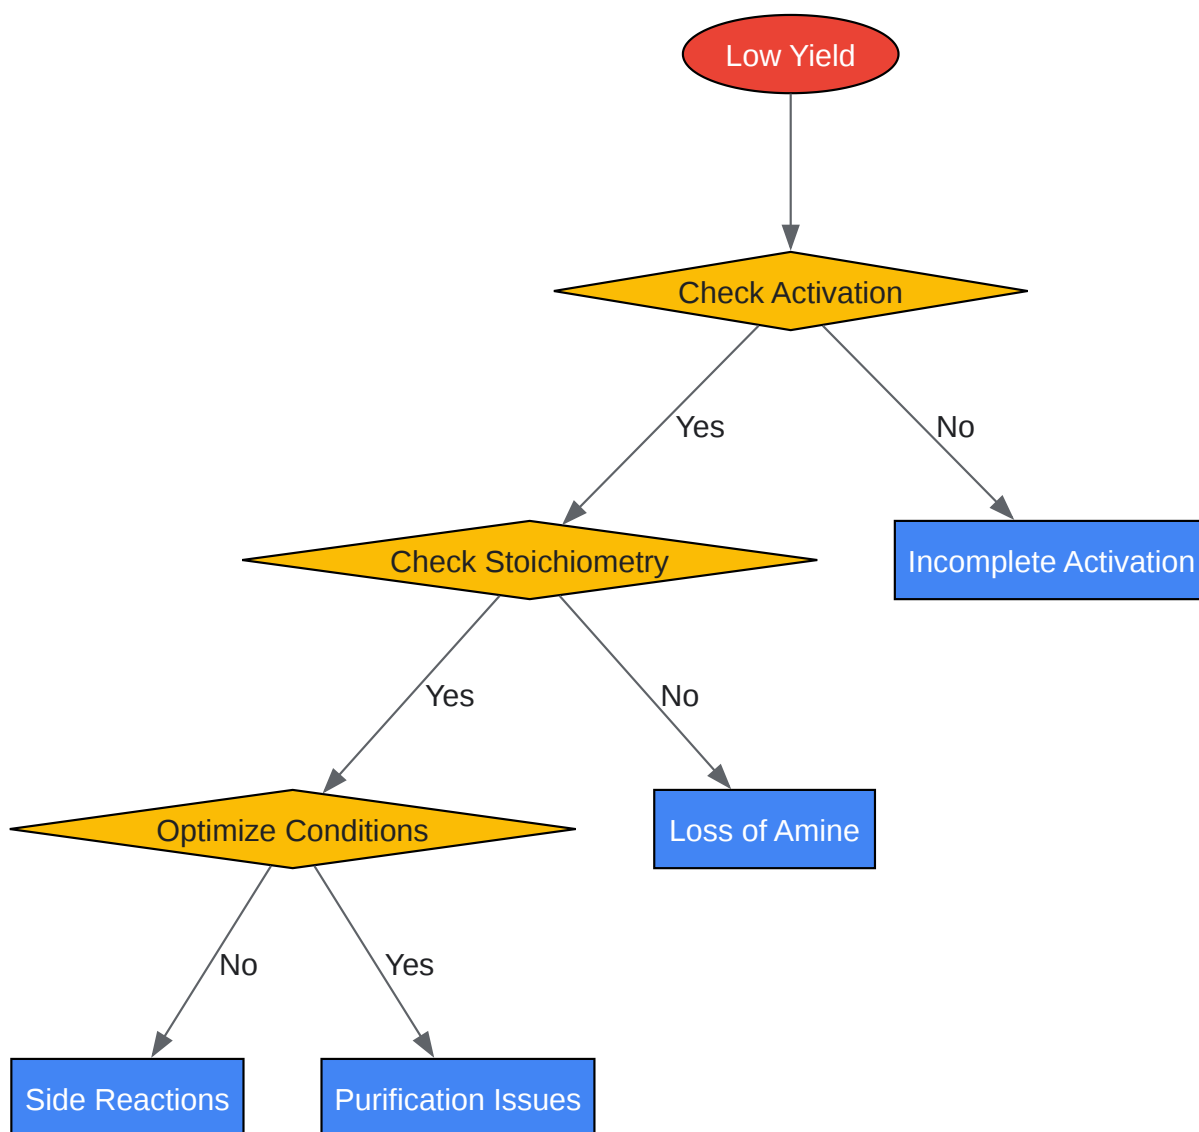 Low Yield
Check Activation
Yes
No
Check Stoichiometry
Incomplete Activation
Yes
No
Optimize Conditions
Loss of Amine
No
Yes
Side Reactions
Purification Issues